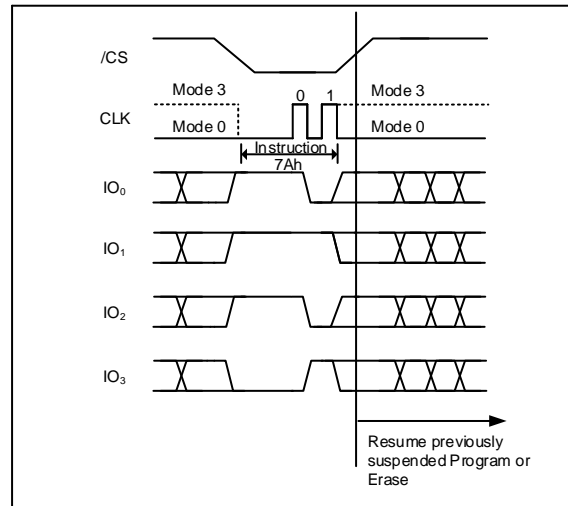 /CS
Mode 3 0 1 Mode 3
CLK
Mode 0 Mode 0
Instruction
7Ah
IO₀
IO₁
IO₂
IO₃
Resume previously
suspended Program or
Erase